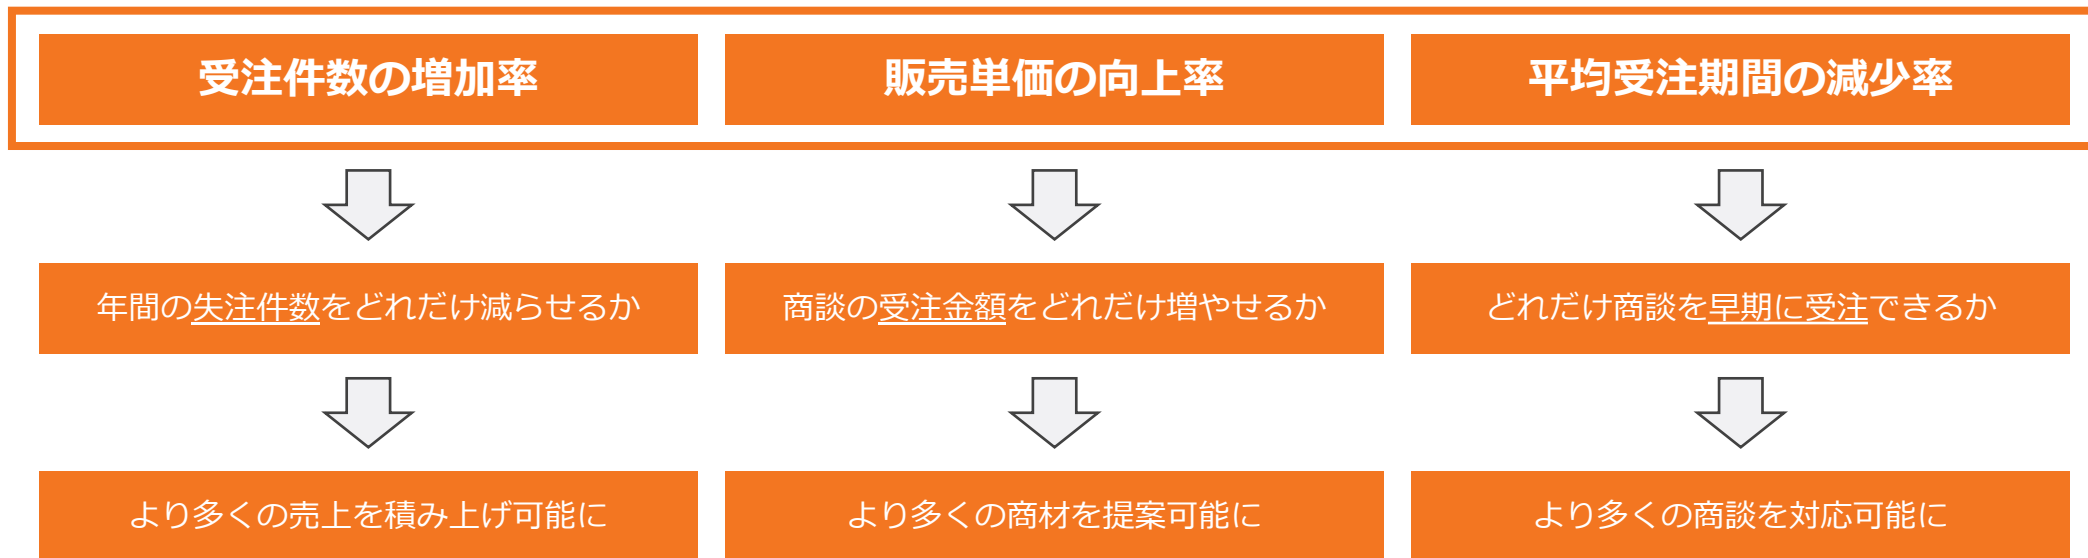 受注件数の増加率
販売単価の向上率
平均受注期間の減少率
年間の失注件数をどれだけ減らせるか
商談の受注金額をどれだけ増やせるか
どれだけ商談を早期に受注できるか
より多くの売上を積み上げ可能に
より多くの商材を提案可能に
より多くの商談を対応可能に